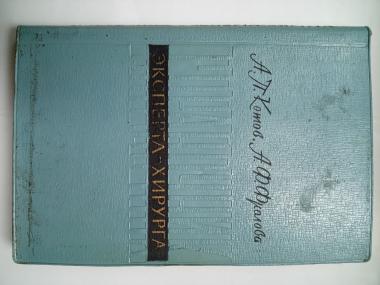 А.П.Котов, А.Ф.Фролова
ЭКСПЕРТА-ХИРУРГА